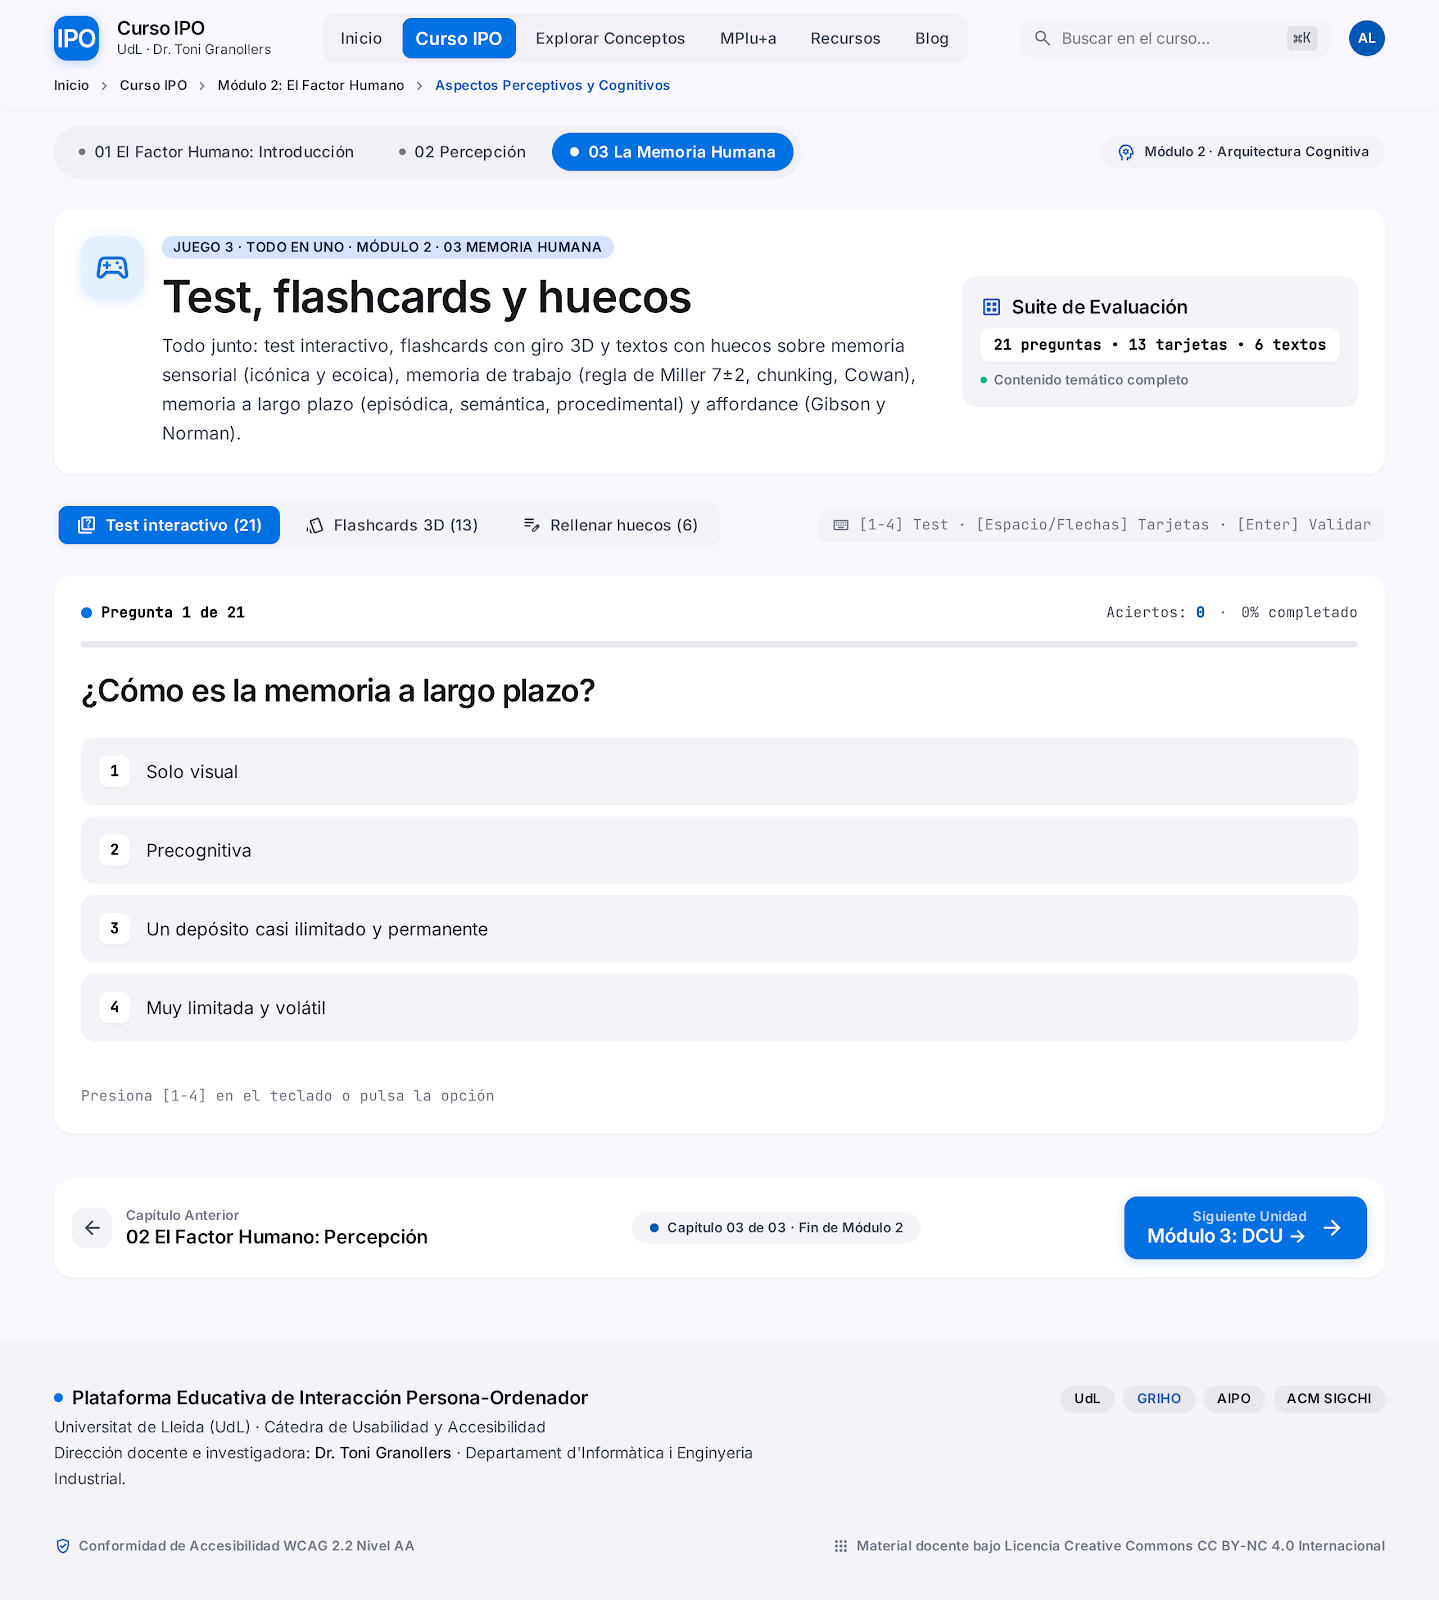 IPO
Curso IPO
UdL · Dr. Toni Granollers
Inicio
Curso IPO
Explorar Conceptos
MPIu+a
Recursos
Blog
Buscar en el curso...
⌘K
AL
Inicio > Curso IPO > Módulo 2: El Factor Humano > Aspectos Perceptivos y Cognitivos
01 El Factor Humano: Introducción
02 Percepción
03 La Memoria Humana
Módulo 2 · Arquitectura Cognitiva
JUEGO 3 · TODO EN UNO · MÓDULO 2 · 03 MEMORIA HUMANA
Test, flashcards y huecos
Todo junto: test interactivo, flashcards con giro 3D y textos con huecos sobre memoria
sensorial (icónica y ecoica), memoria de trabajo (regla de Miller 7±2, chunking, Cowan),
memoria a largo plazo (episódica, semántica, procedimental) y affordance (Gibson y
Norman).
Suite de Evaluación
21 preguntas • 13 tarjetas • 6 textos
Contenido temático completo
Test interactivo (21)
Flashcards 3D (13)
Rellenar huecos (6)
[1-4] Test · [Espacio/Flechas] Tarjetas · [Enter] Validar
Pregunta 1 de 21
Aciertos: 0 · 0% completado
¿Cómo es la memoria a largo plazo?
1 Solo visual
2 Precognitiva
3 Un depósito casi ilimitado y permanente
4 Muy limitada y volátil
Presiona [1-4] en el teclado o pulsa la opción
Capítulo Anterior
02 El Factor Humano: Percepción
Capítulo 03 de 03 · Fin de Módulo 2
Siguiente Unidad
Módulo 3: DCU →
Plataforma Educativa de Interacción Persona-Ordenador
Universitat de Lleida (UdL) · Cátedra de Usabilidad y Accesibilidad
Dirección docente e investigadora: Dr. Toni Granollers · Departament d'Informàtica i Enginyeria
Industrial.
UdL
GRIHO
AIPO
ACM SIGCHI
Conformidad de Accesibilidad WCAG 2.2 Nivel AA
Material docente bajo Licencia Creative Commons CC BY-NC 4.0 Internacional